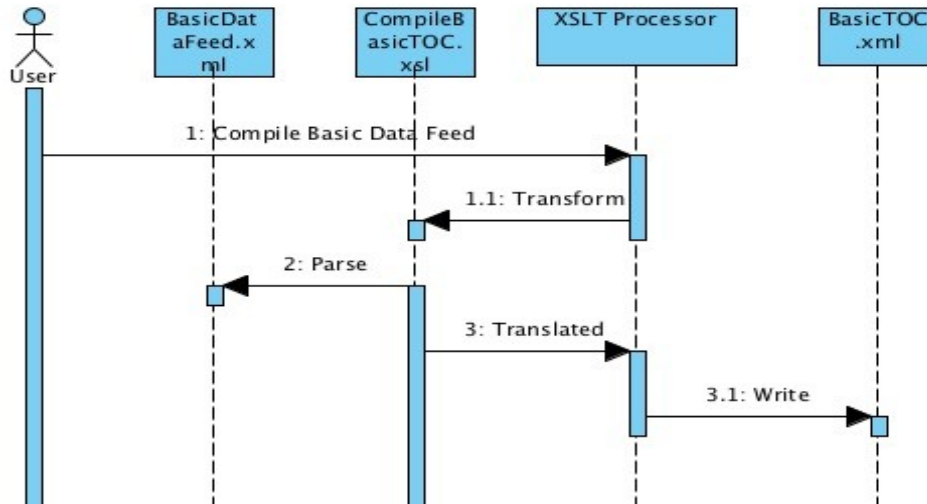 BasicDat
aFeed.x
ml
CompileB
asicTOC.
xsl
XSLT Processor
BasicTOC
.xml
User
1: Compile Basic Data Feed
1.1: Transform
2: Parse
3: Translated
3.1: Write